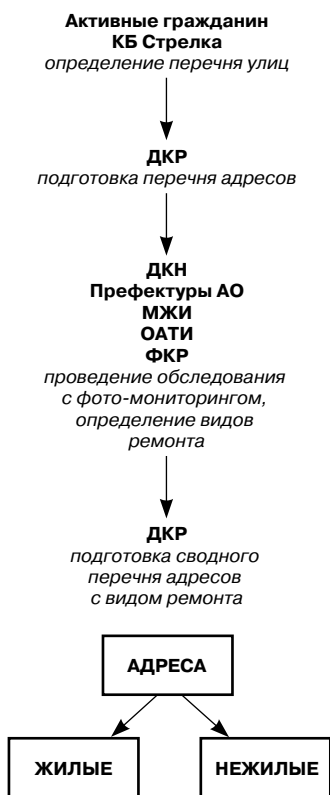 Активные гражданин
КБ Стрелка
определение перечня улиц
ДКР
подготовка перечня адресов
ДКН
Префектуры АО
МЖИ
ОАТИ
ФКР
проведение обследования
с фото-мониторингом,
определение видов
ремонта
ДКР
подготовка сводного
перечня адресов
с видом ремонта
АДРЕСА
ЖИЛЫЕ
НЕЖИЛЫЕ